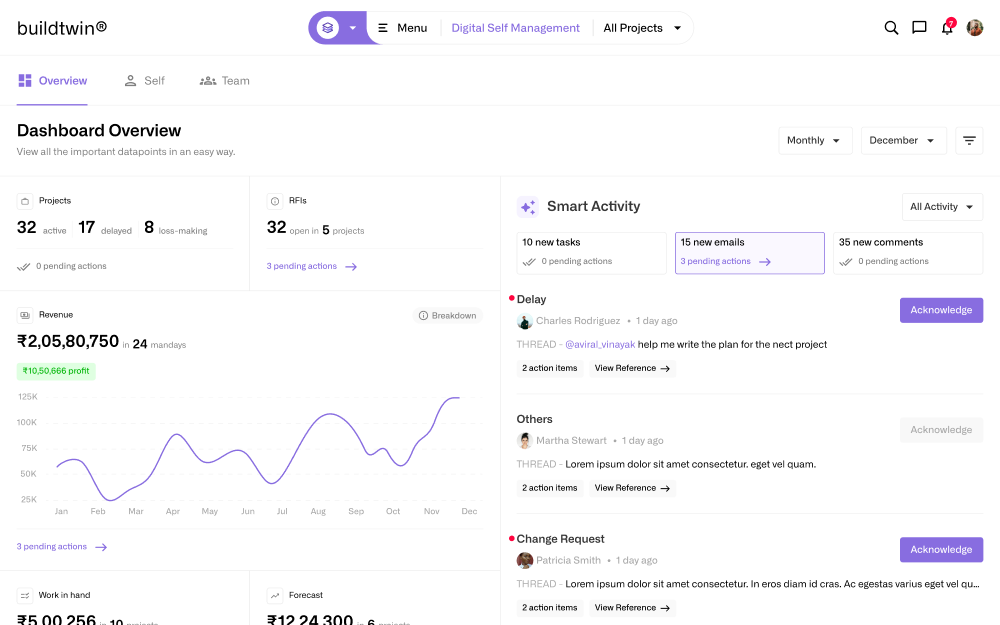 buildtwin®
Menu
Digital Self Management
All Projects
7
Overview
Self
Team
Dashboard Overview
View all the important datapoints in an easy way.
Monthly
December
Projects
32 active 17 delayed 8 loss-making
0 pending actions
RFIs
32 open in 5 projects
3 pending actions
Revenue
Breakdown
₹2,05,80,750 in 24 mandays
₹10,50,666 profit
125K
100K
75K
50K
25K
Jan Feb Mar Apr May Jun Jul Aug Sep Oct Nov Dec
3 pending actions
Work in hand
₹5,00,256 in 10 projects
Forecast
₹12,24,300 in 6 projects
Smart Activity
All Activity
10 new tasks
0 pending actions
15 new emails
3 pending actions
35 new comments
0 pending actions
Delay
Charles Rodriguez • 1 day ago
Acknowledge
THREAD - @aviral_vinayak help me write the plan for the nect project
2 action items View Reference
Others
Martha Stewart • 1 day ago
Acknowledge
THREAD - Lorem ipsum dolor sit amet consectetur. eget vel quam.
2 action items View Reference
Change Request
Patricia Smith • 1 day ago
Acknowledge
THREAD - Lorem ipsum dolor sit amet consectetur. In eros diam id cras. Ac egestas varius eget vel qu...
2 action items View Reference